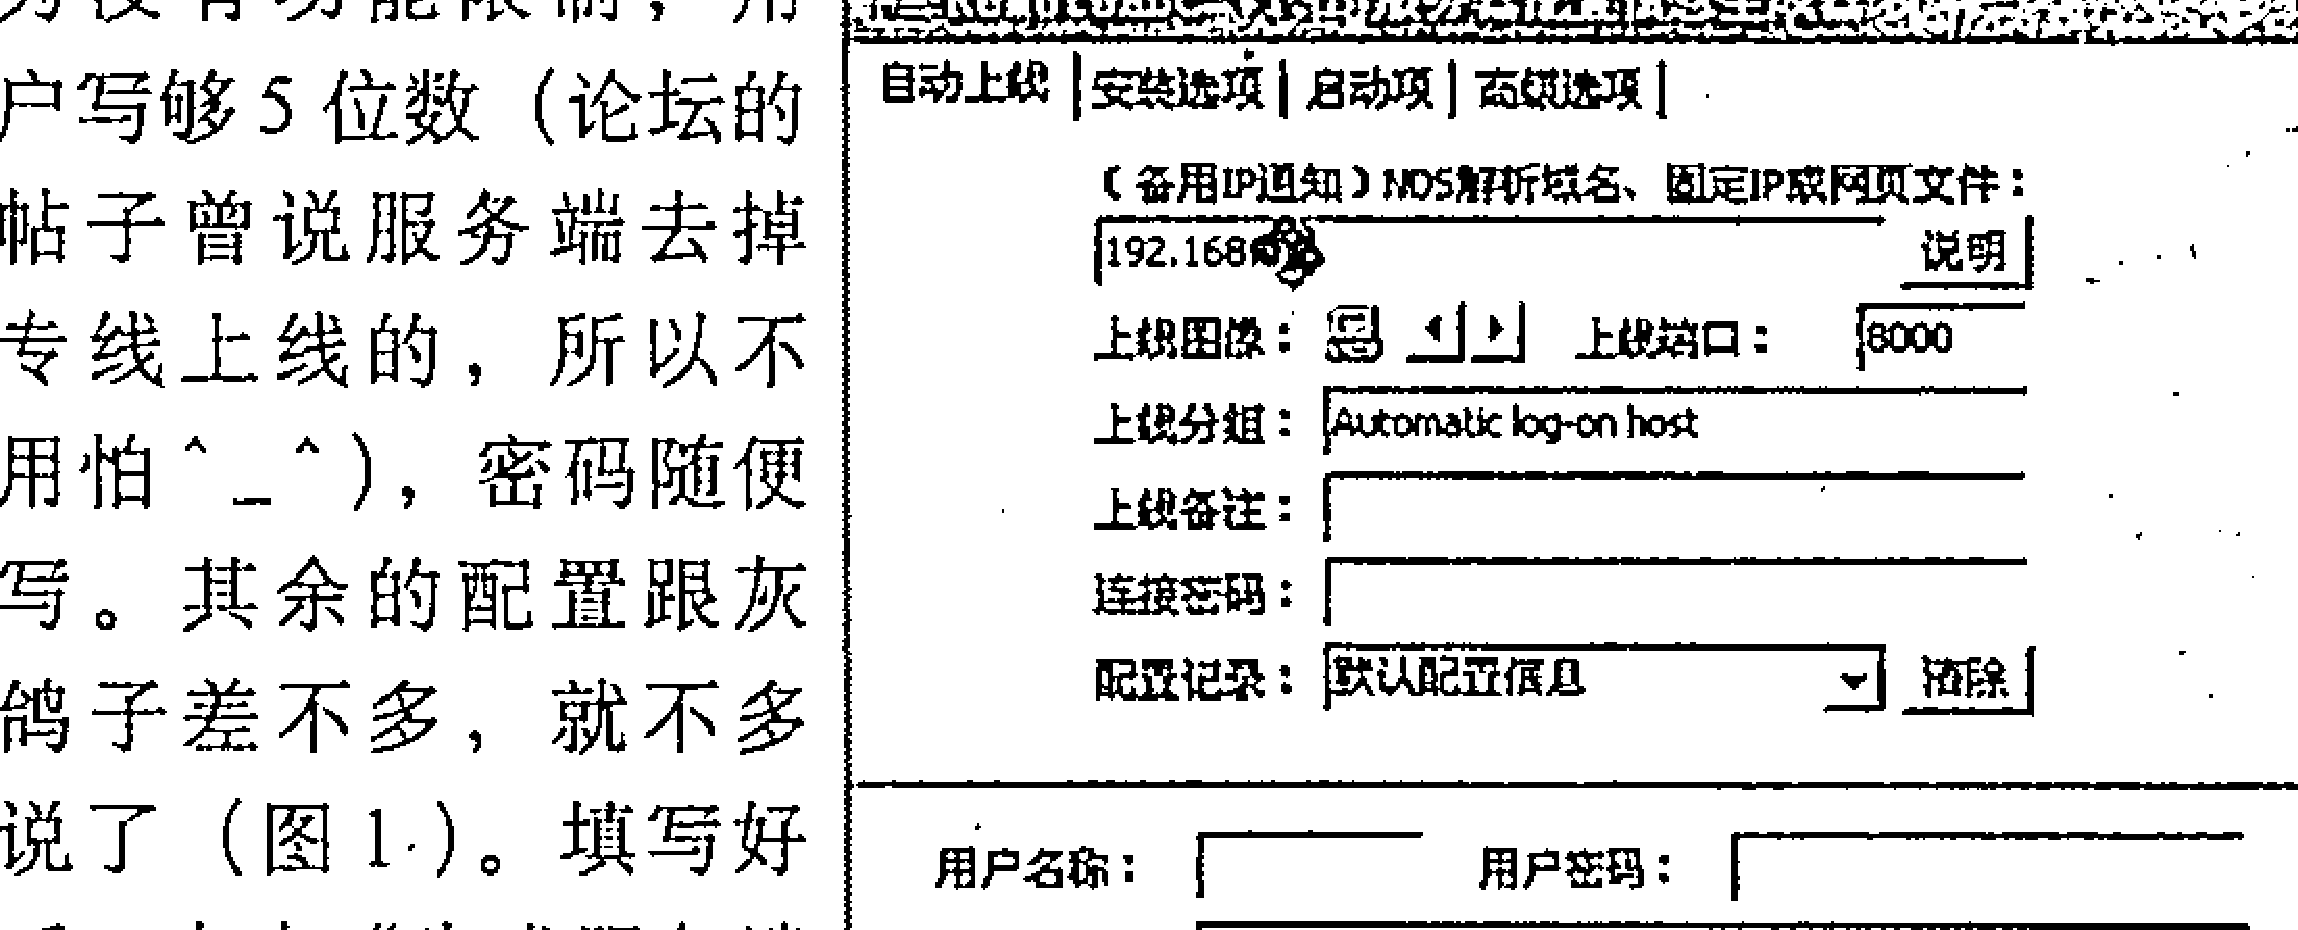 为没有功能限制，用
户写够5位数（论坛的
帖子曾说服务端去掉
专线上线的，所以不
用怕^_^），密码随便
写。其余的配置跟灰
鸽子差不多，就不多
说了（图1）。填写好
自动上线 安装选项 启动项 高级选项
（备用IP通知）NDS解析域名、固定IP或网页文件：
192.168 说明
上线图像： 上线端口： 8000
上线分组： Automatic log-on host
上线备注：
连接密码：
配置记录： 默认配置信息 清除
用户名称： 用户密码：